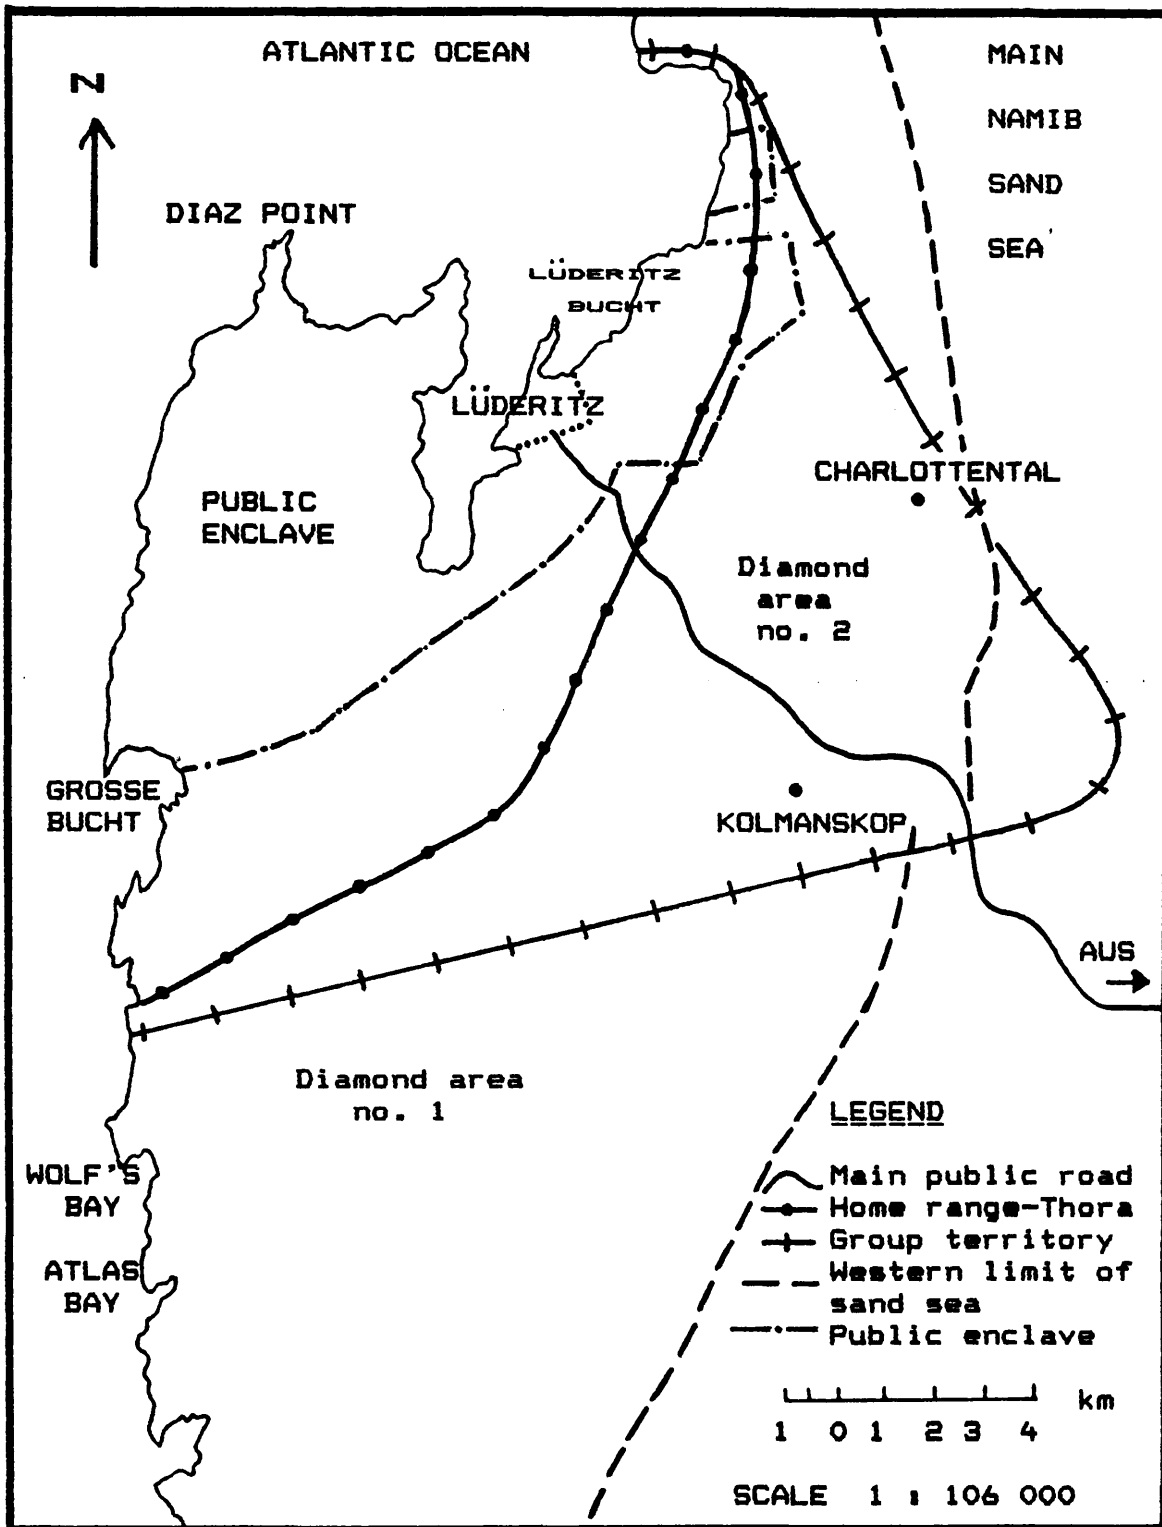 ATLANTIC OCEAN
MAIN
NAMIB
SAND
SEA
N
DIAZ POINT
LÜDERITZ
BUCHT
LÜDERITZ
CHARLOTTENTAL
PUBLIC
ENCLAVE
Diamond
area
no. 2
GROSSE
BUCHT
KOLMANSKOP
AUS
Diamond area
no. 1
WOLF'S
BAY
ATLAS
BAY
LEGEND
Main public road
Home range-Thora
Group territory
Western limit of
sand sea
Public enclave
km
1 0 1 2 3 4
SCALE 1 : 106 000